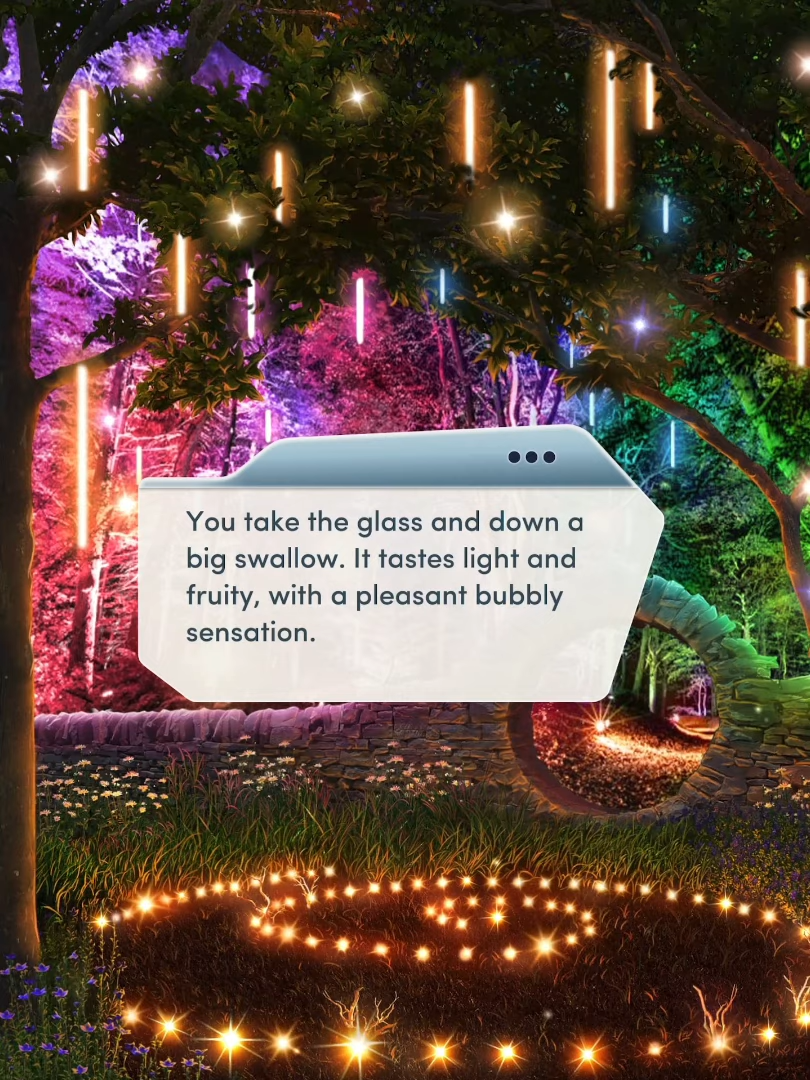 You take the glass and down a
big swallow. It tastes light and
fruity, with a pleasant bubbly
sensation.